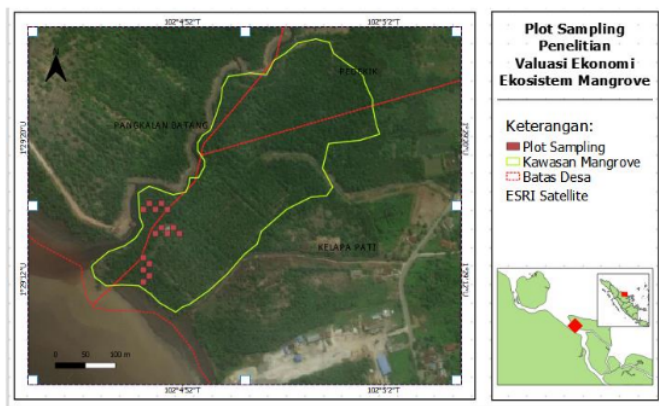 102°4'52"T
102°5'2"T
N
PEDEKIK
PANGKALAN BATANG
KELAPA PATI
1°29'20"U
1°29'20"U
1°29'12"U
1°29'12"U
0 50 100 m
102°4'52"T
102°5'2"T
Plot Sampling
Penelitian
Valuasi Ekonomi
Ekosistem Mangrove
Keterangan:
Plot Sampling
Kawasan Mangrove
Batas Desa
ESRI Satellite